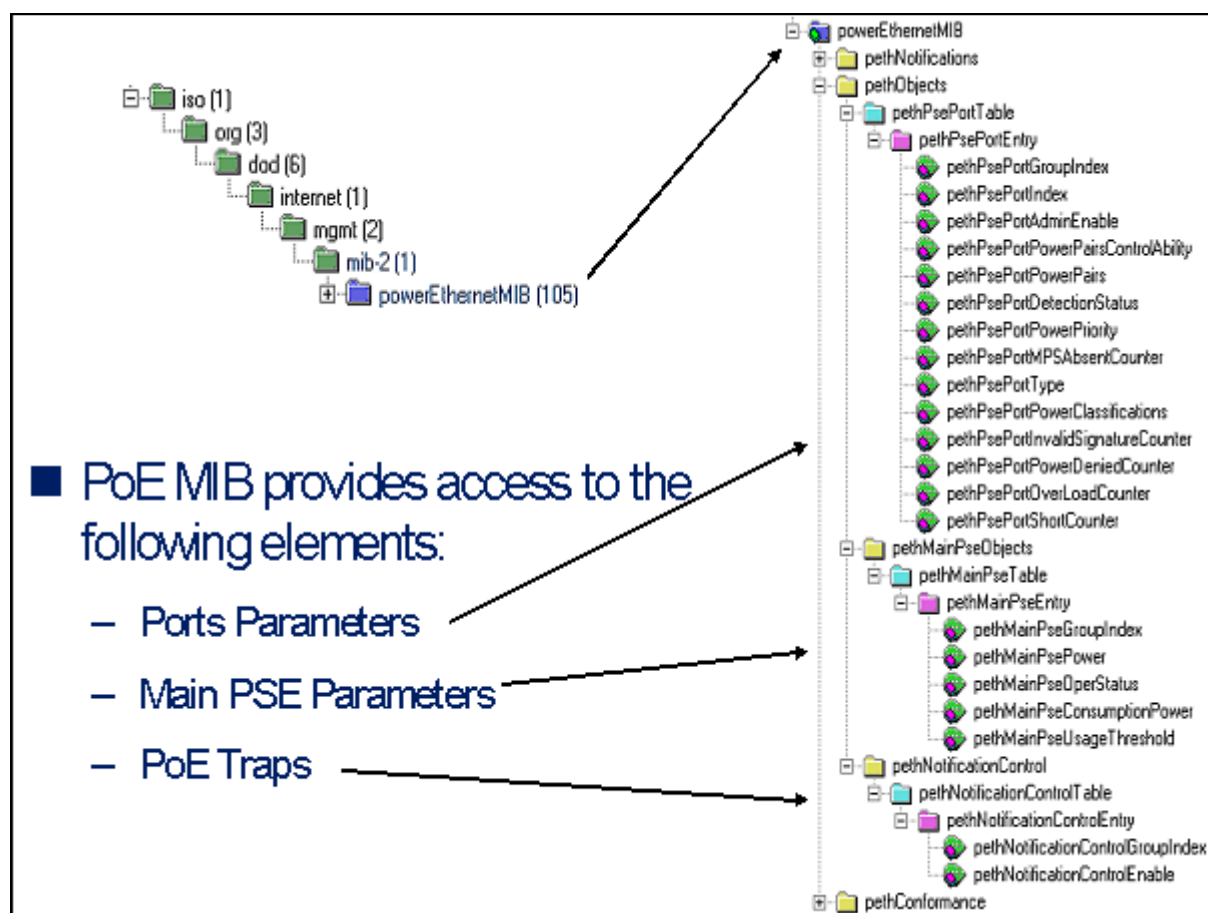 iso (1)
org (3)
dod (6)
internet (1)
mgmt (2)
mib-2 (1)
powerEthernetMIB (105)
PoE MIB provides access to the
following elements:
– Ports Parameters
– Main PSE Parameters
– PoE Traps
powerEthernetMIB
pethNotifications
pethObjects
pethPsePortTable
pethPsePortEntry
pethPsePortGroupIndex
pethPsePortIndex
pethPsePortAdminEnable
pethPsePortPowerPairsControlAbility
pethPsePortPowerPairs
pethPsePortDetectionStatus
pethPsePortPowerPriority
pethPsePortMPSAbsentCounter
pethPsePortType
pethPsePortPowerClassifications
pethPsePortInvalidSignatureCounter
pethPsePortPowerDeniedCounter
pethPsePortOverLoadCounter
pethPsePortShortCounter
pethMainPseObjects
pethMainPseTable
pethMainPseEntry
pethMainPseGroupIndex
pethMainPsePower
pethMainPseOperStatus
pethMainPseConsumptionPower
pethMainPseUsageThreshold
pethNotificationControl
pethNotificationControlTable
pethNotificationControlEntry
pethNotificationControlGroupIndex
pethNotificationControlEnable
pethConformance